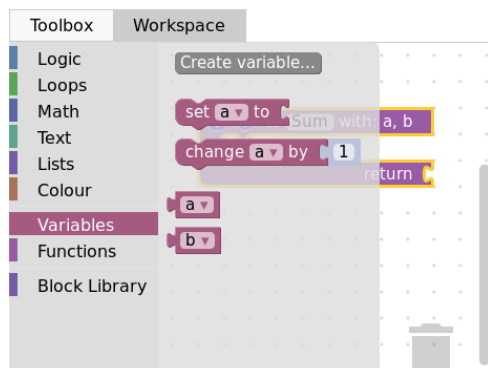 Toolbox
Workspace
Logic
Loops
Math
Text
Lists
Colour
Variables
Functions
Block Library
Create variable...
set a to
Sum with: a, b
change a by 1
return
a
b